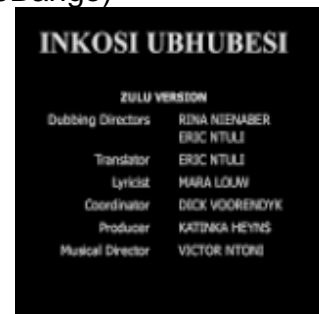 INKOSI UBHUBESI
ZULU VERSION
Dubbing Directors RINA NIENABER
ERIC NTULI
Translator ERIC NTULI
Lyricist MARA LOUW
Coordinator DICK VOORENDYK
Producer KATINKA HEYNS
Musical Director VICTOR NTONI